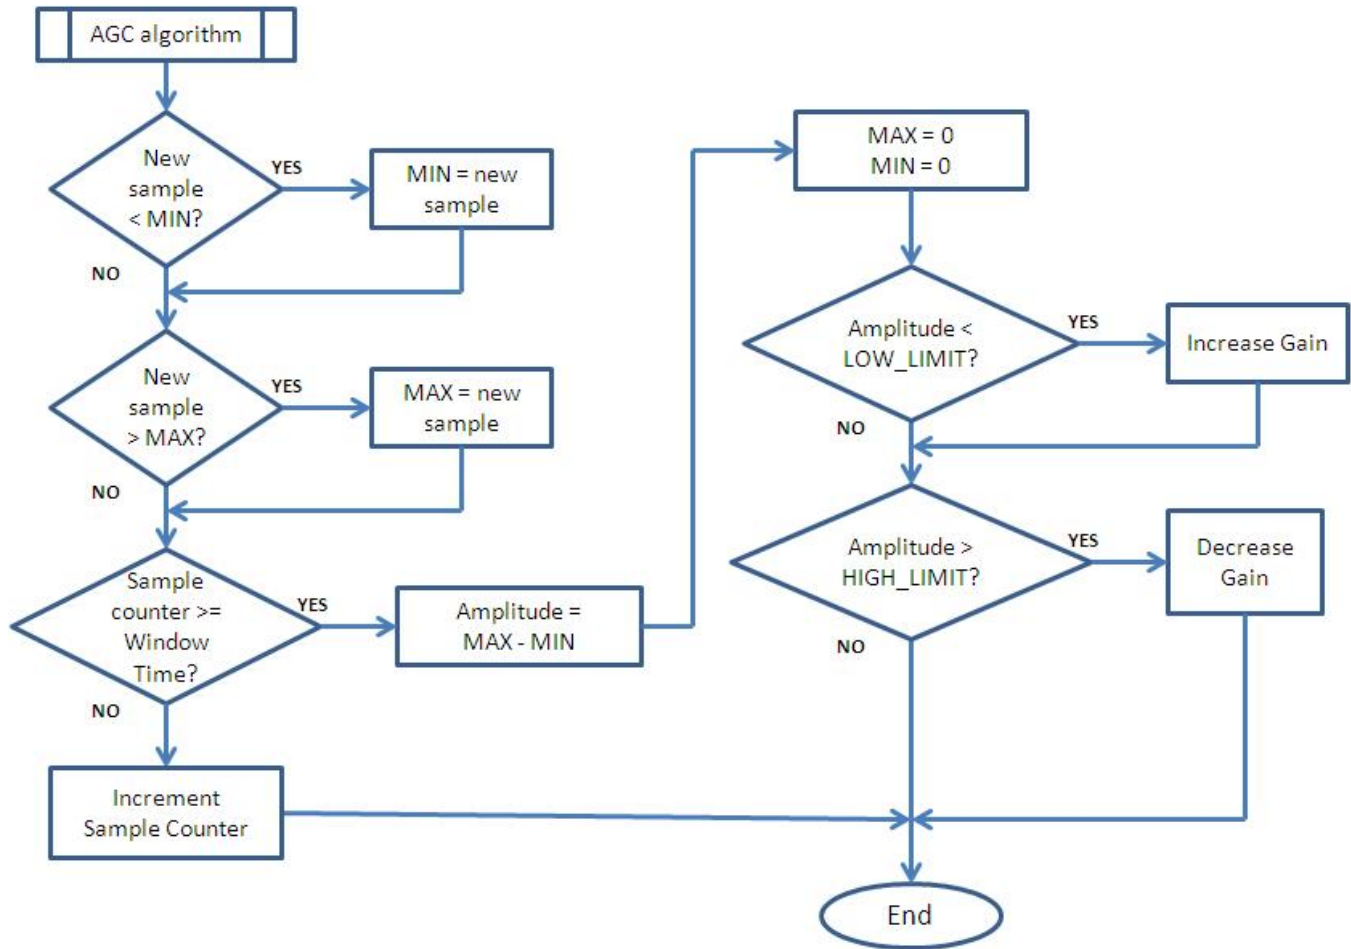 AGC algorithm
New
sample
< MIN?
YES
MIN = new
sample
NO
New
sample
> MAX?
YES
MAX = new
sample
NO
Sample
counter >=
Window
Time?
YES
Amplitude =
MAX - MIN
NO
Increment
Sample Counter
MAX = 0
MIN = 0
Amplitude <
LOW_LIMIT?
YES
Increase Gain
NO
Amplitude >
HIGH_LIMIT?
YES
Decrease
Gain
NO
End